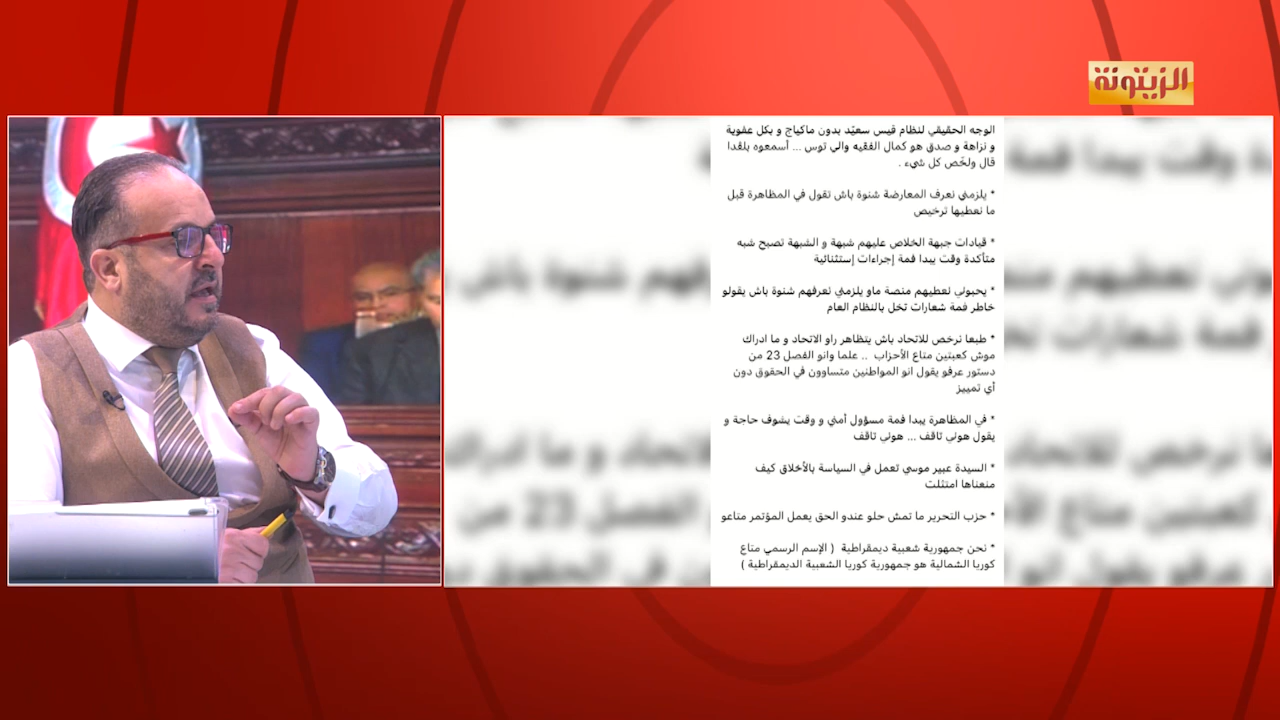 الزيتونة
الوجه الحقيقي لنظام قيس سعيّد بدون ماكياج و بكل عفوية
و نزاهة و صدق هو كمال الفقيه والي توس ... أسمعوه يلقدا
قال ولخّص كل شيء .
* يلزمني نعرف المعارضة شنوة باش تقول في المظاهرة قبل
ما نعطيها ترخيص
* قيادات جبهة الخلاص عليهم شبهة و الشبهة تصبح شبه
متأكدة وقت يبدا فمة إجراءات إستثنائية
* يحبوني نعطيهم منصة ماو يلزمني نعرفهم شنوة باش يقولو
خاطر فمة شعارات تخل بالنظام العام
* طبعا نرخص للاتحاد باش يتظاهر راو الاتحاد و ما ادراك
موش كعبتين متاع الأحزاب .. علما وانو الفصل 23 من
دستور عرفو يقول انو المواطنين متساوون في الحقوق دون
أي تمييز
* في المظاهرة يبدا فمة مسؤول أمني و وقت يشوف حاجة و
يقول هوني تاقف ... هوني تاقف
* السيدة عبير موسي تعمل في السياسة بالأخلاق كيف
منعناها امتثلت
* حزب التحرير ما تمش حلو عندو الحق يعمل المؤتمر متاعو
* نحن جمهورية شعبية ديمقراطية ( الإسم الرسمي متاع
كوريا الشمالية هو جمهورية كوريا الشعبية الديمقراطية )